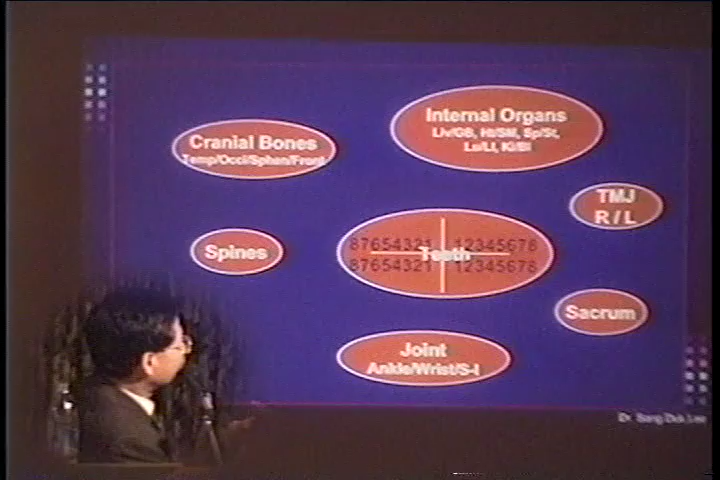 Internal Organs
Liv/GB, Ht/SM, Sp/St,
Lu/LI, Ki/Bl
Cranial Bones
Temp/Occi/Sphen/Front
TMJ
R / L
Spines
87654321 12345678
Teeth
87654321 12345678
Sacrum
Joint
Ankle/Wrist/S-I
Dr. Sang Dck Lee